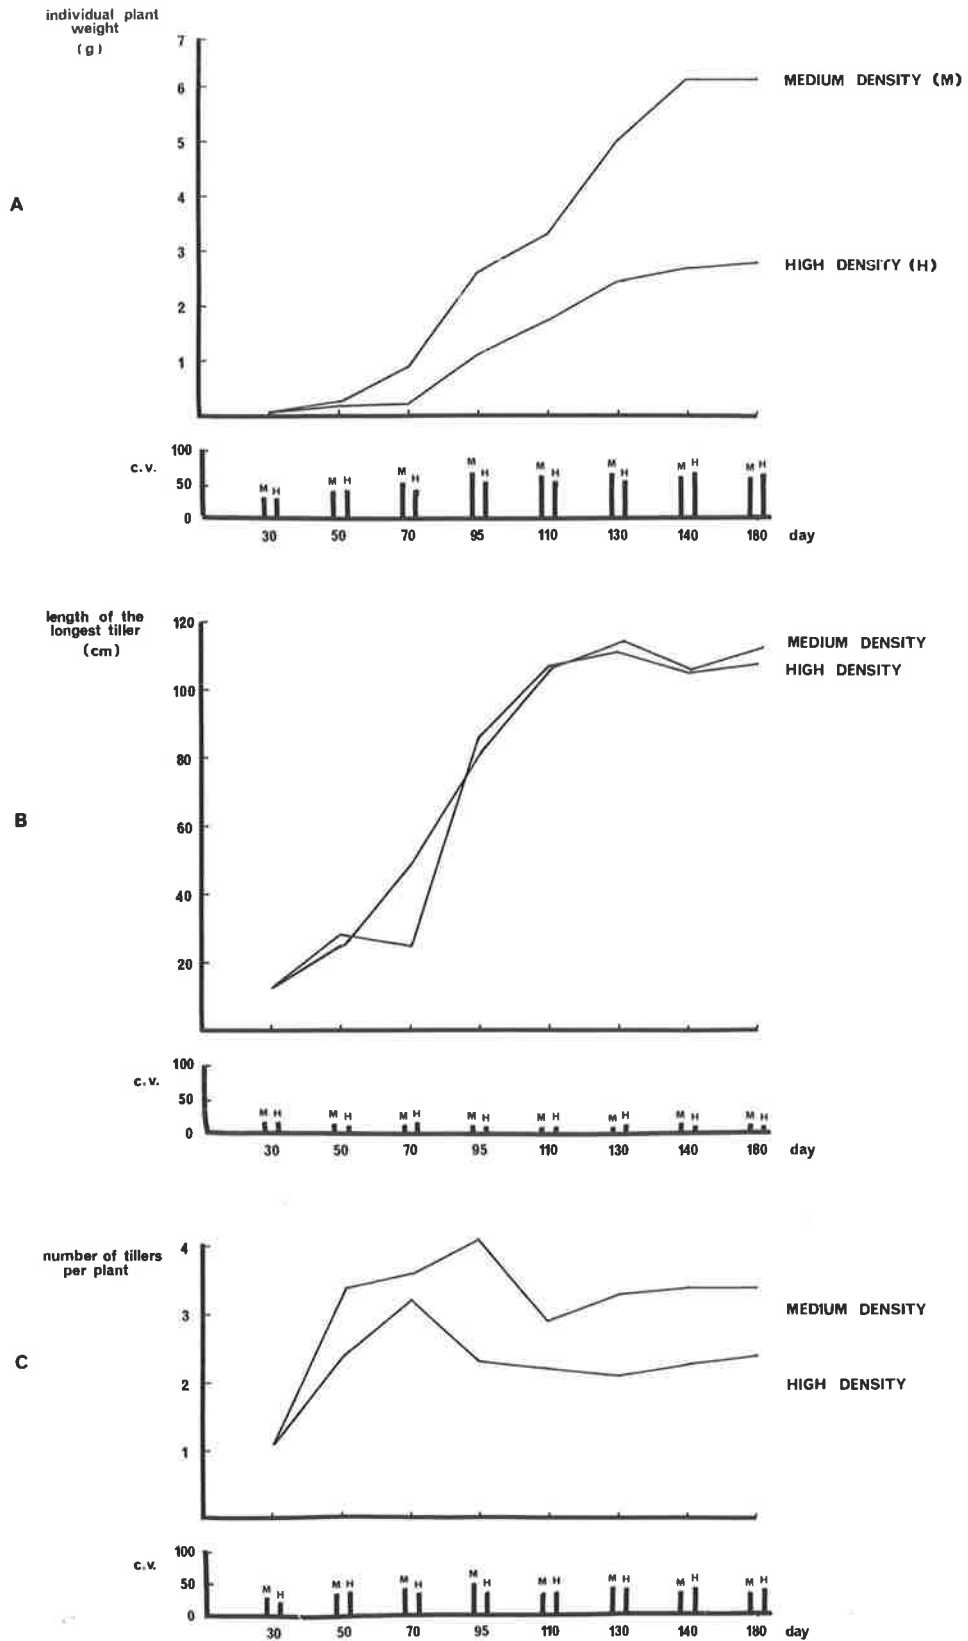 individual plant
weight
(g)
7
6
5
4
3
2
1
MEDIUM DENSITY (M)
HIGH DENSITY (H)
A
c.v.
100
50
0
M H M H M H M H M H M H M H M H
30 50 70 95 110 130 140 180 day
length of the
longest tiller
(cm)
120
100
80
60
40
20
MEDIUM DENSITY
HIGH DENSITY
B
c.v.
100
50
0
M H M H M H M H M H M H M H M H
30 50 70 95 110 130 140 180 day
number of tillers
per plant
4
3
2
1
MEDIUM DENSITY
HIGH DENSITY
C
c.v.
100
50
0
M H M H M H M H M H M H M H M H
30 50 70 95 110 130 140 180 day